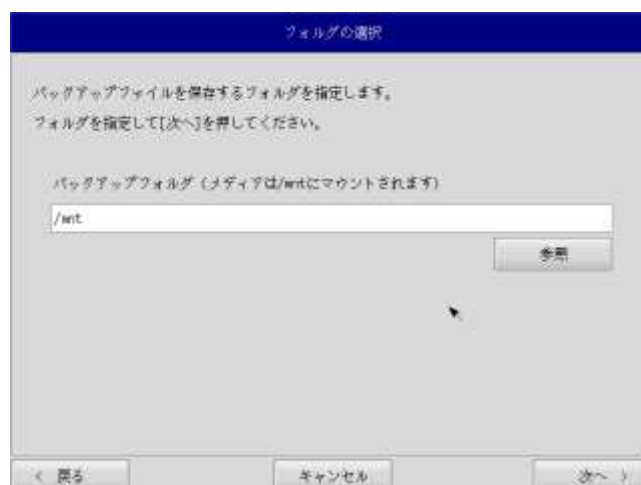 フォルダの選択
バックアップファイルを保存するフォルダを指定します。
フォルダを指定して[次へ]を押してください。
バックアップフォルダ (メディアは/mntにマウントされます)
/mnt
参照
< 戻る
キャンセル
次へ >